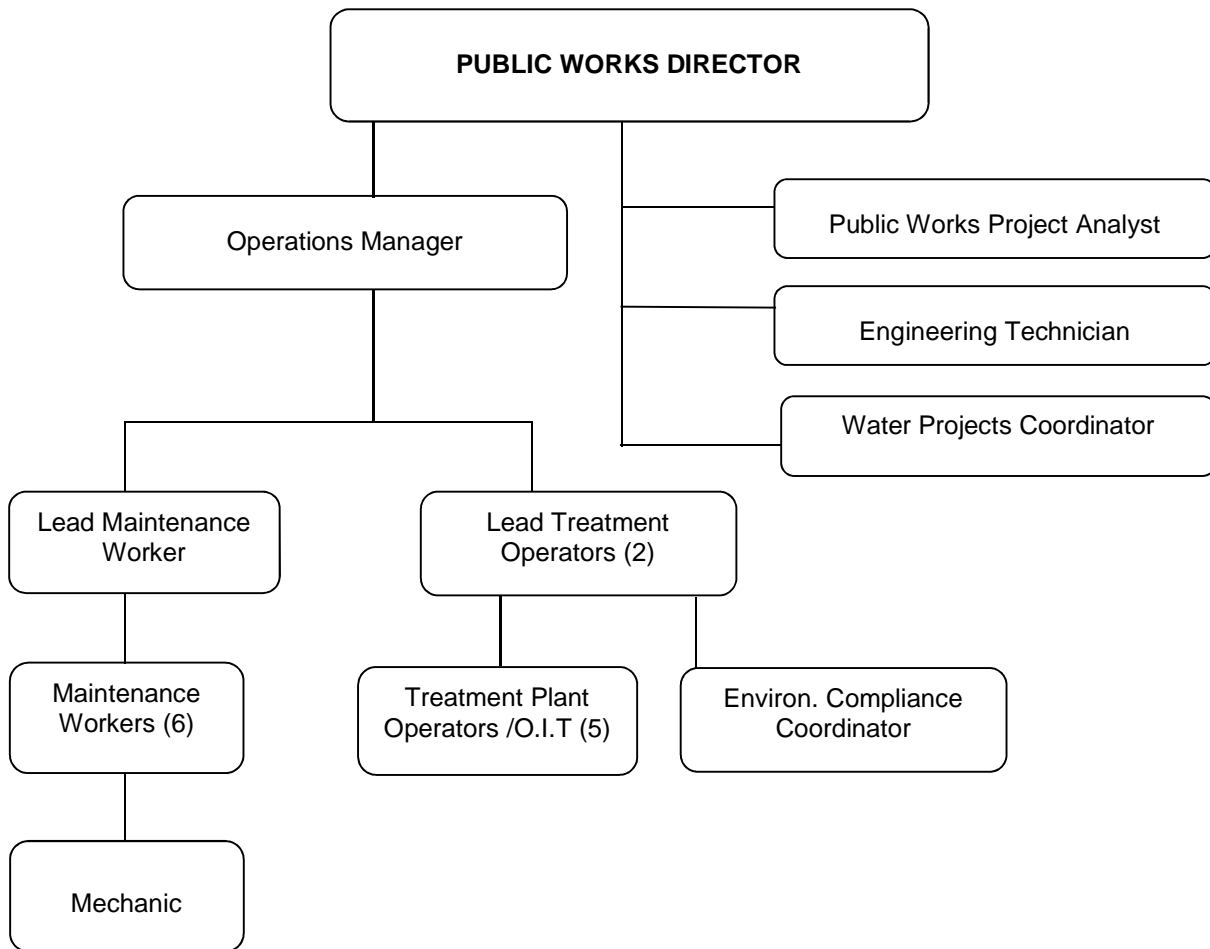 PUBLIC WORKS DIRECTOR
Operations Manager
Public Works Project Analyst
Engineering Technician
Water Projects Coordinator
Lead Maintenance
Worker
Lead Treatment
Operators (2)
Maintenance
Workers (6)
Treatment Plant
Operators /O.I.T (5)
Environ. Compliance
Coordinator
Mechanic